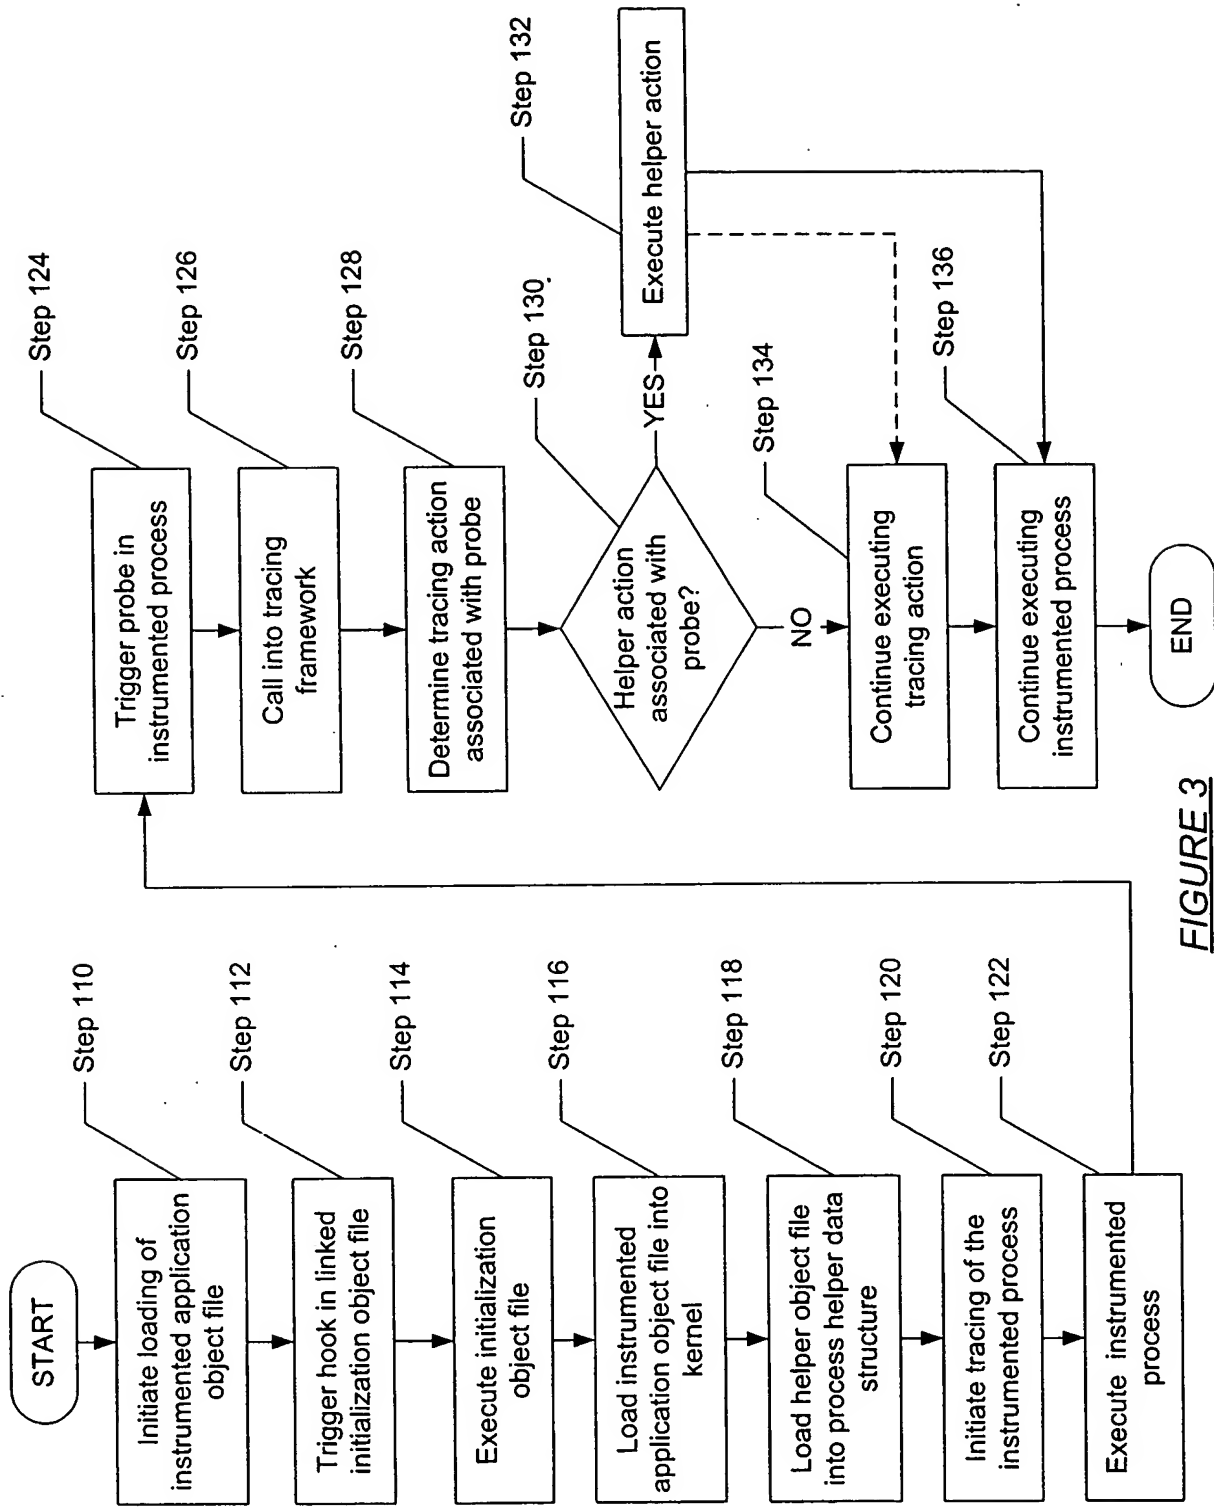 START
Initiate loading of
instrumented application
object file
Step 110
Trigger hook in linked
initialization object file
Step 112
Execute initialization
object file
Step 114
Load instrumented
application object file into
kernel
Step 116
Load helper object file
into process helper data
structure
Step 118
Initiate tracing of the
instrumented process
Step 120
Execute instrumented
process
Step 122
Trigger probe in
instrumented process
Step 124
Call into tracing
framework
Step 126
Determine tracing action
associated with probe
Step 128
Helper action
associated with
probe?
Step 130
YES
Execute helper action
Step 132
NO
Continue executing
tracing action
Step 134
Continue executing
instrumented process
Step 136
END
FIGURE 3